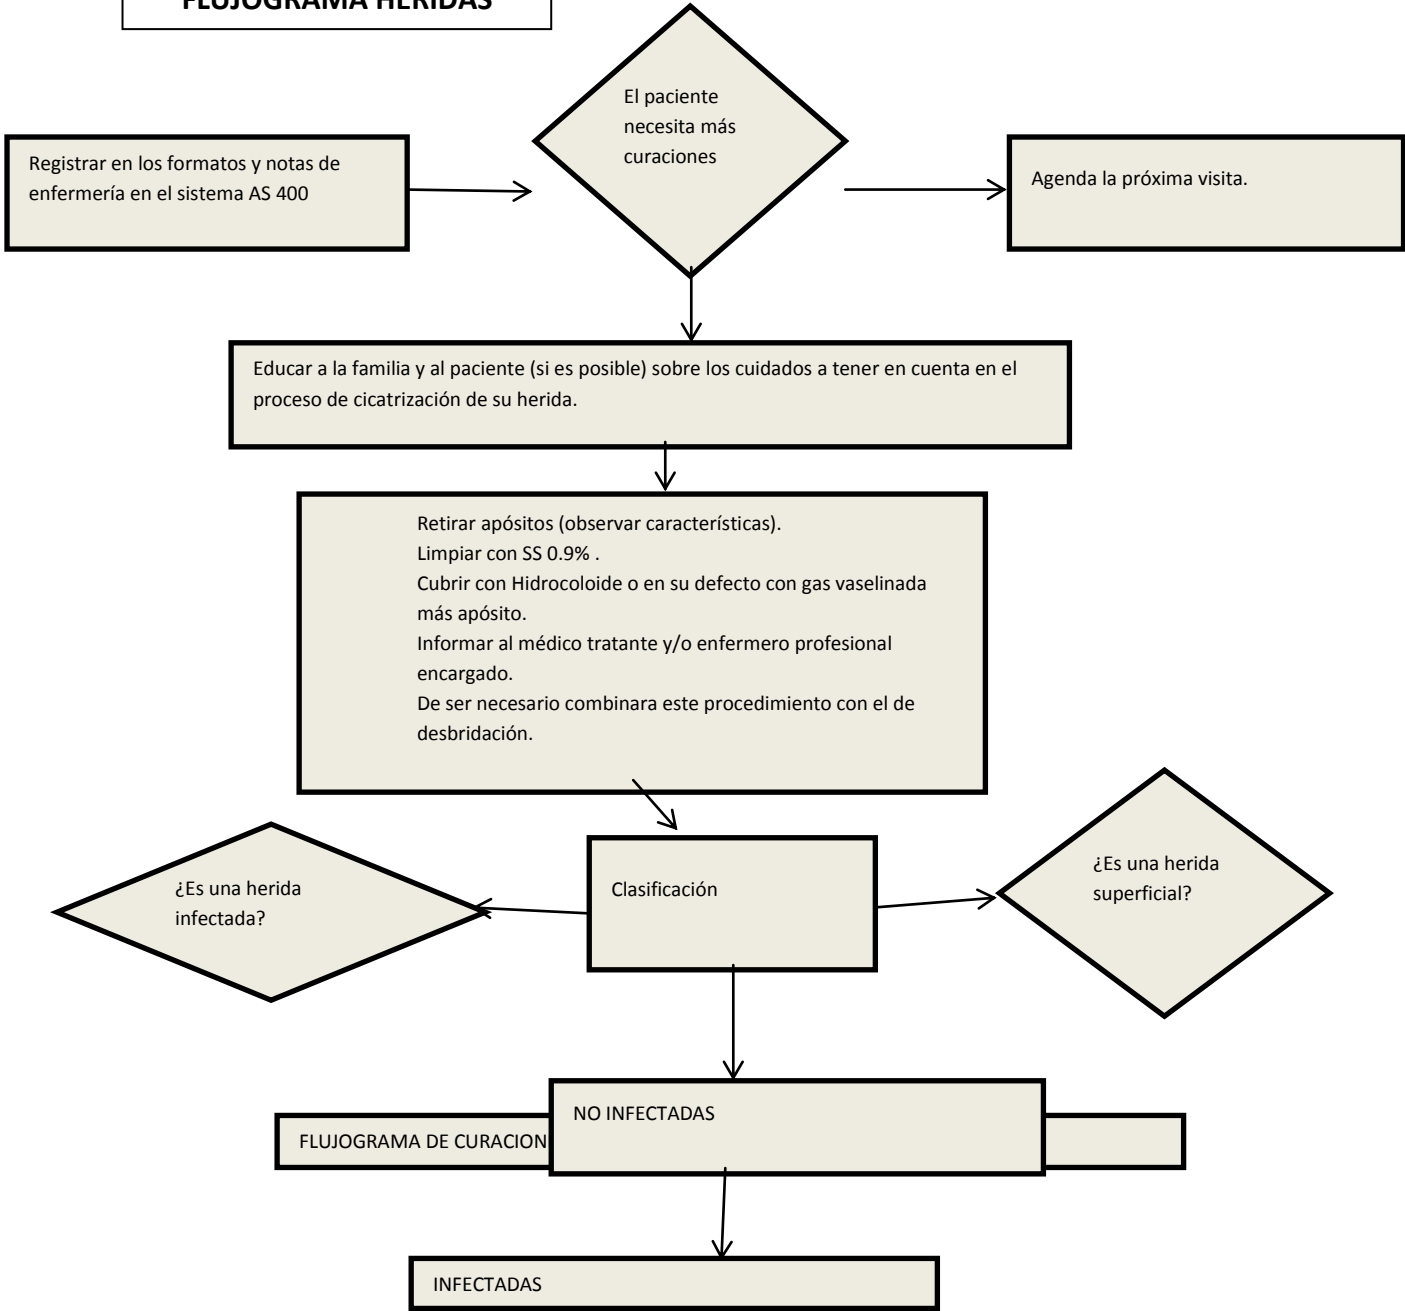 FLUJOGRAMA HERIDAS
El paciente
necesita más
curaciones
Registrar en los formatos y notas de
enfermería en el sistema AS 400
Agenda la próxima visita.
Educar a la familia y al paciente (si es posible) sobre los cuidados a tener en cuenta en el
proceso de cicatrización de su herida.
Retirar apósitos (observar características).
Limpiar con SS 0.9% .
Cubrir con Hidrocoloide o en su defecto con gas vaselinada
más apósito.
Informar al médico tratante y/o enfermero profesional
encargado.
De ser necesario combinara este procedimiento con el de
desbridación.
¿Es una herida
infectada?
Clasificación
¿Es una herida
superficial?
NO INFECTADAS
FLUJOGRAMA DE CURACION
INFECTADAS